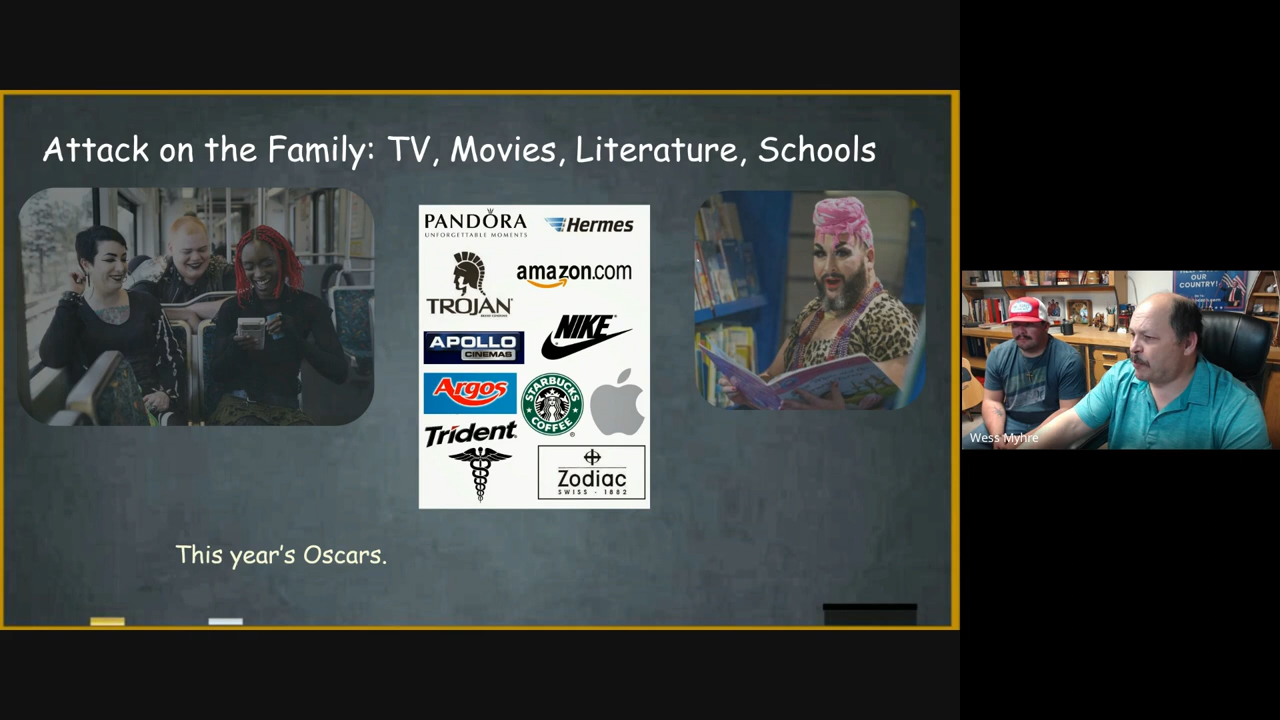 Attack on the Family: TV, Movies, Literature, Schools
PANDORA
UNFORGETTABLE MOMENTS
Hermes
amazon.com
TROJAN
NIKE
APOLLO
CINEMAS
Argos
STARBUCKS
COFFEE
Trident
Zodiac
SWISS · 1882
This year's Oscars.
OUR
COUNTRY!
Wess Myhre